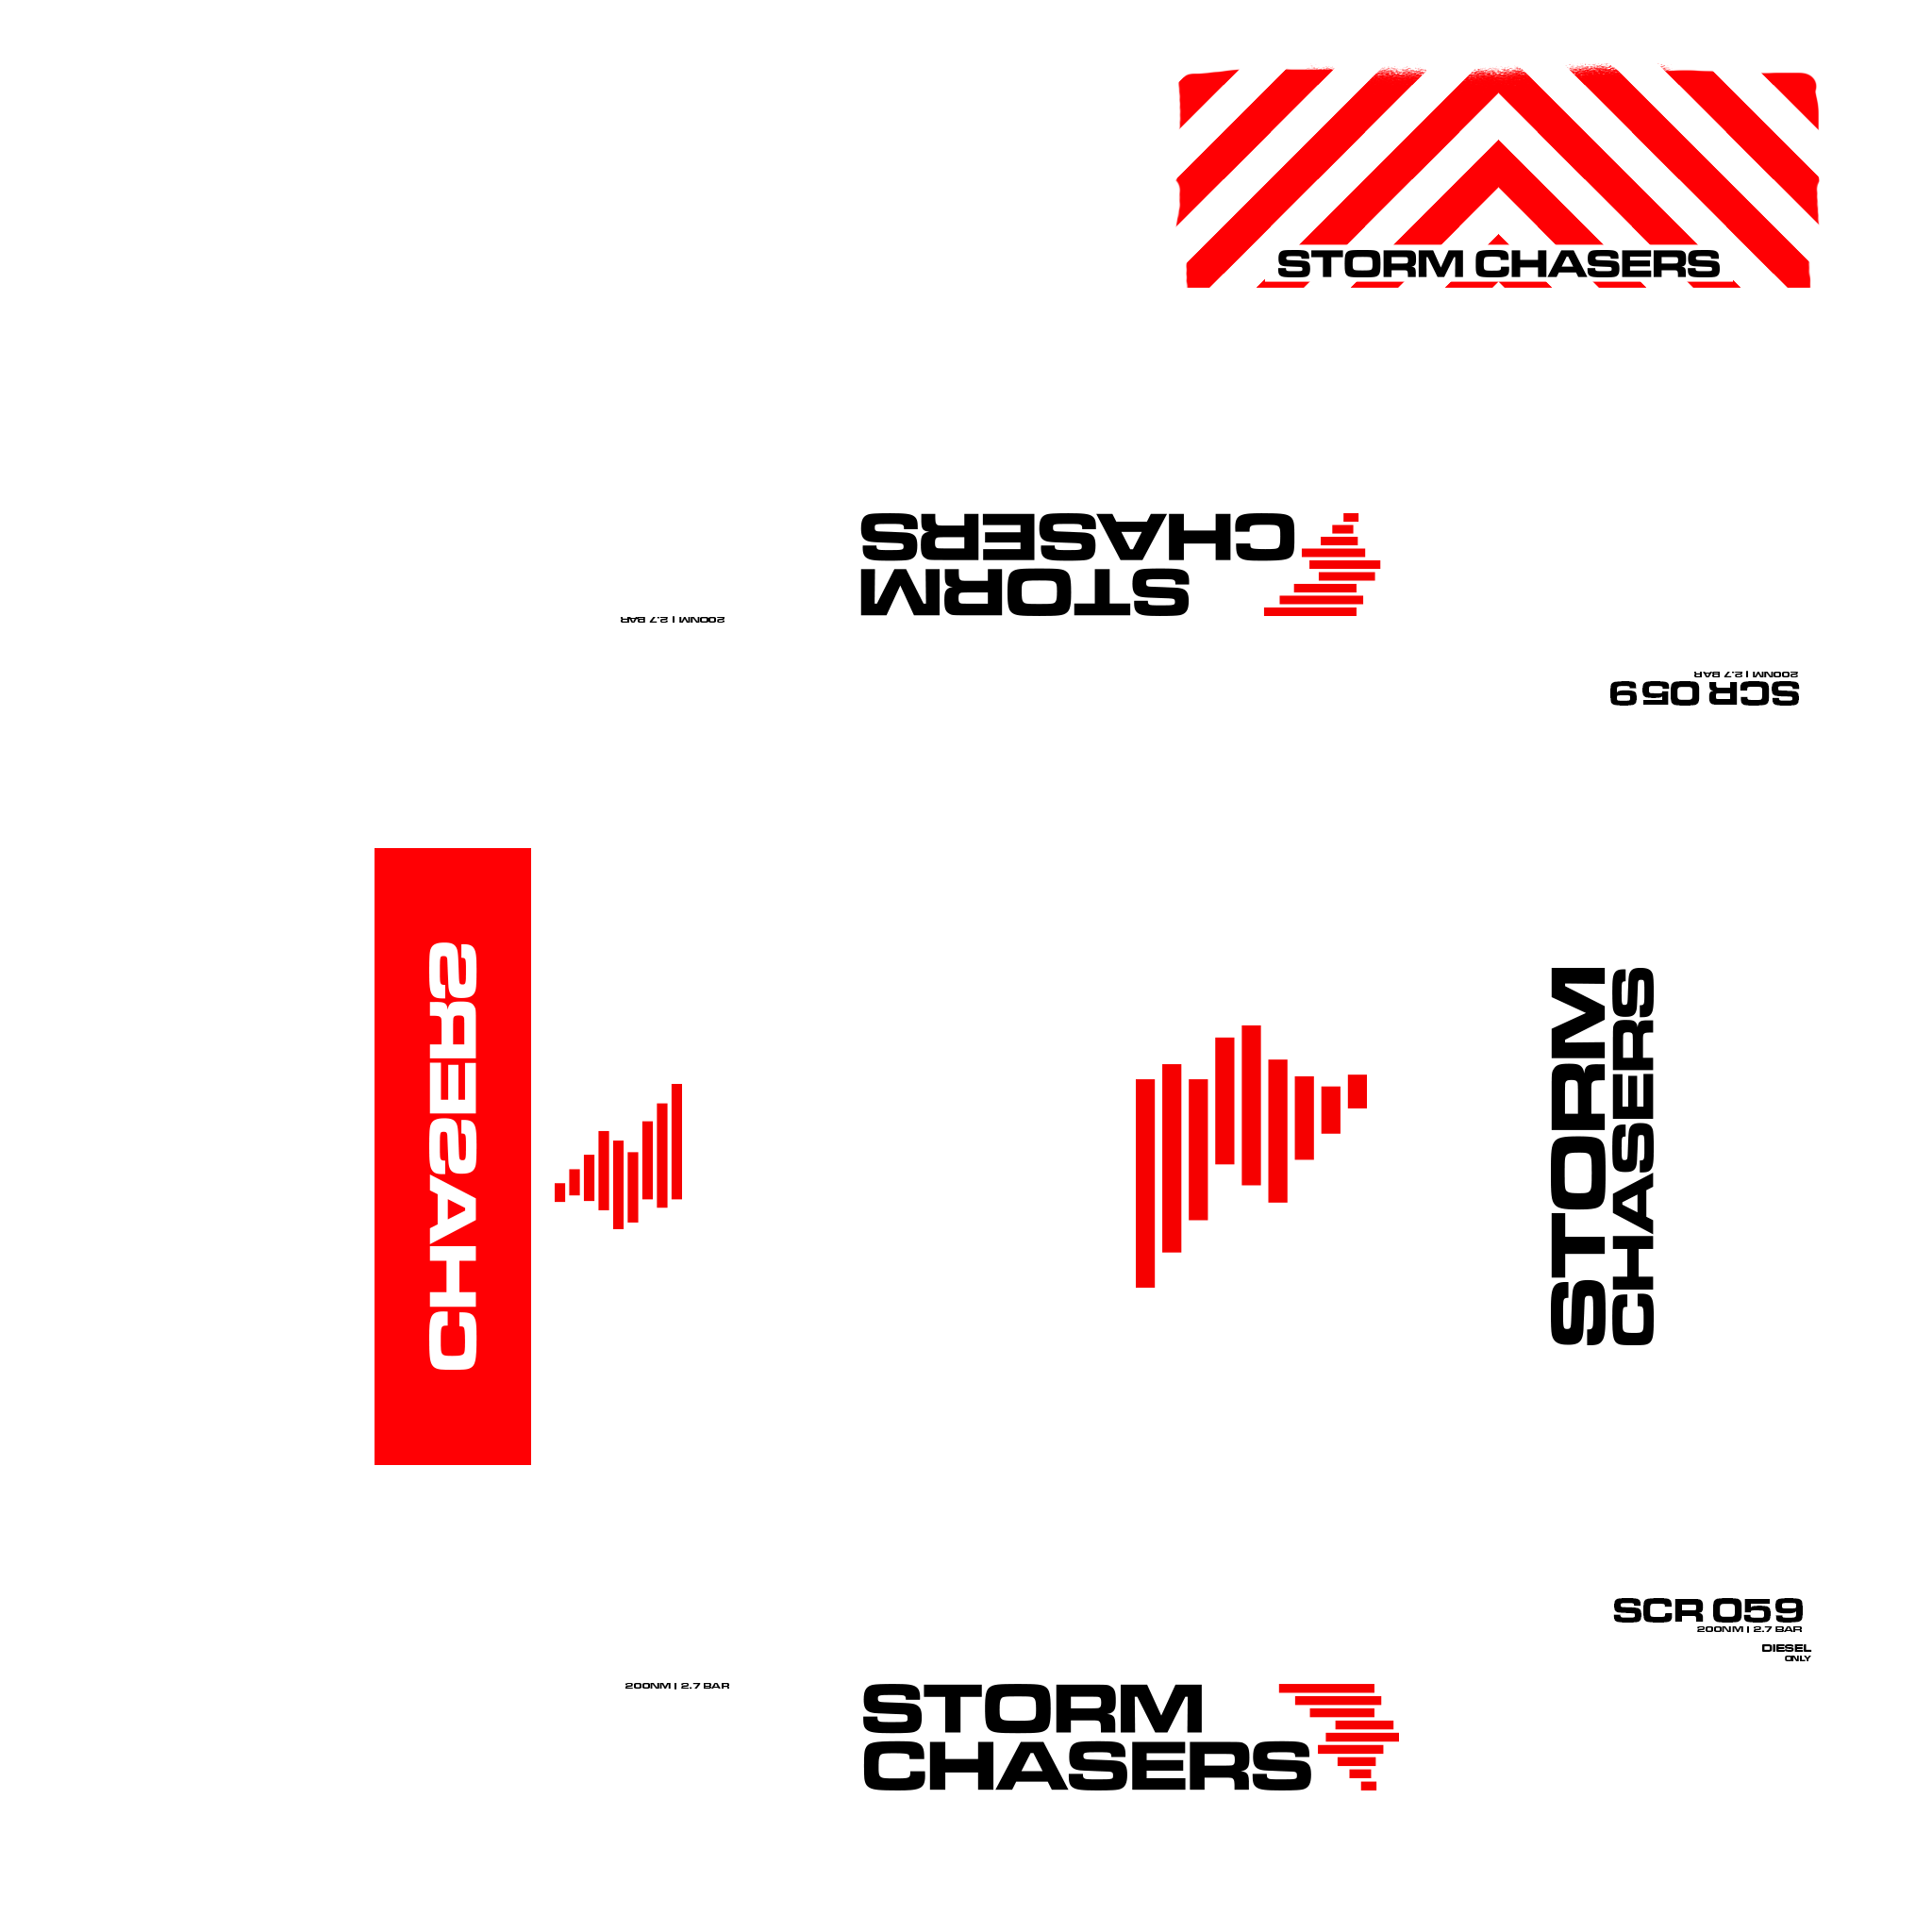 STORM CHASERS
STORM
CHASERS
200NM | 2.7 BAR
SCR 059
200NM | 2.7 BAR
CHASERS
STORM
CHASERS
SCR 059
200NM | 2.7 BAR
DIESEL
ONLY
200NM | 2.7 BAR
STORM
CHASERS